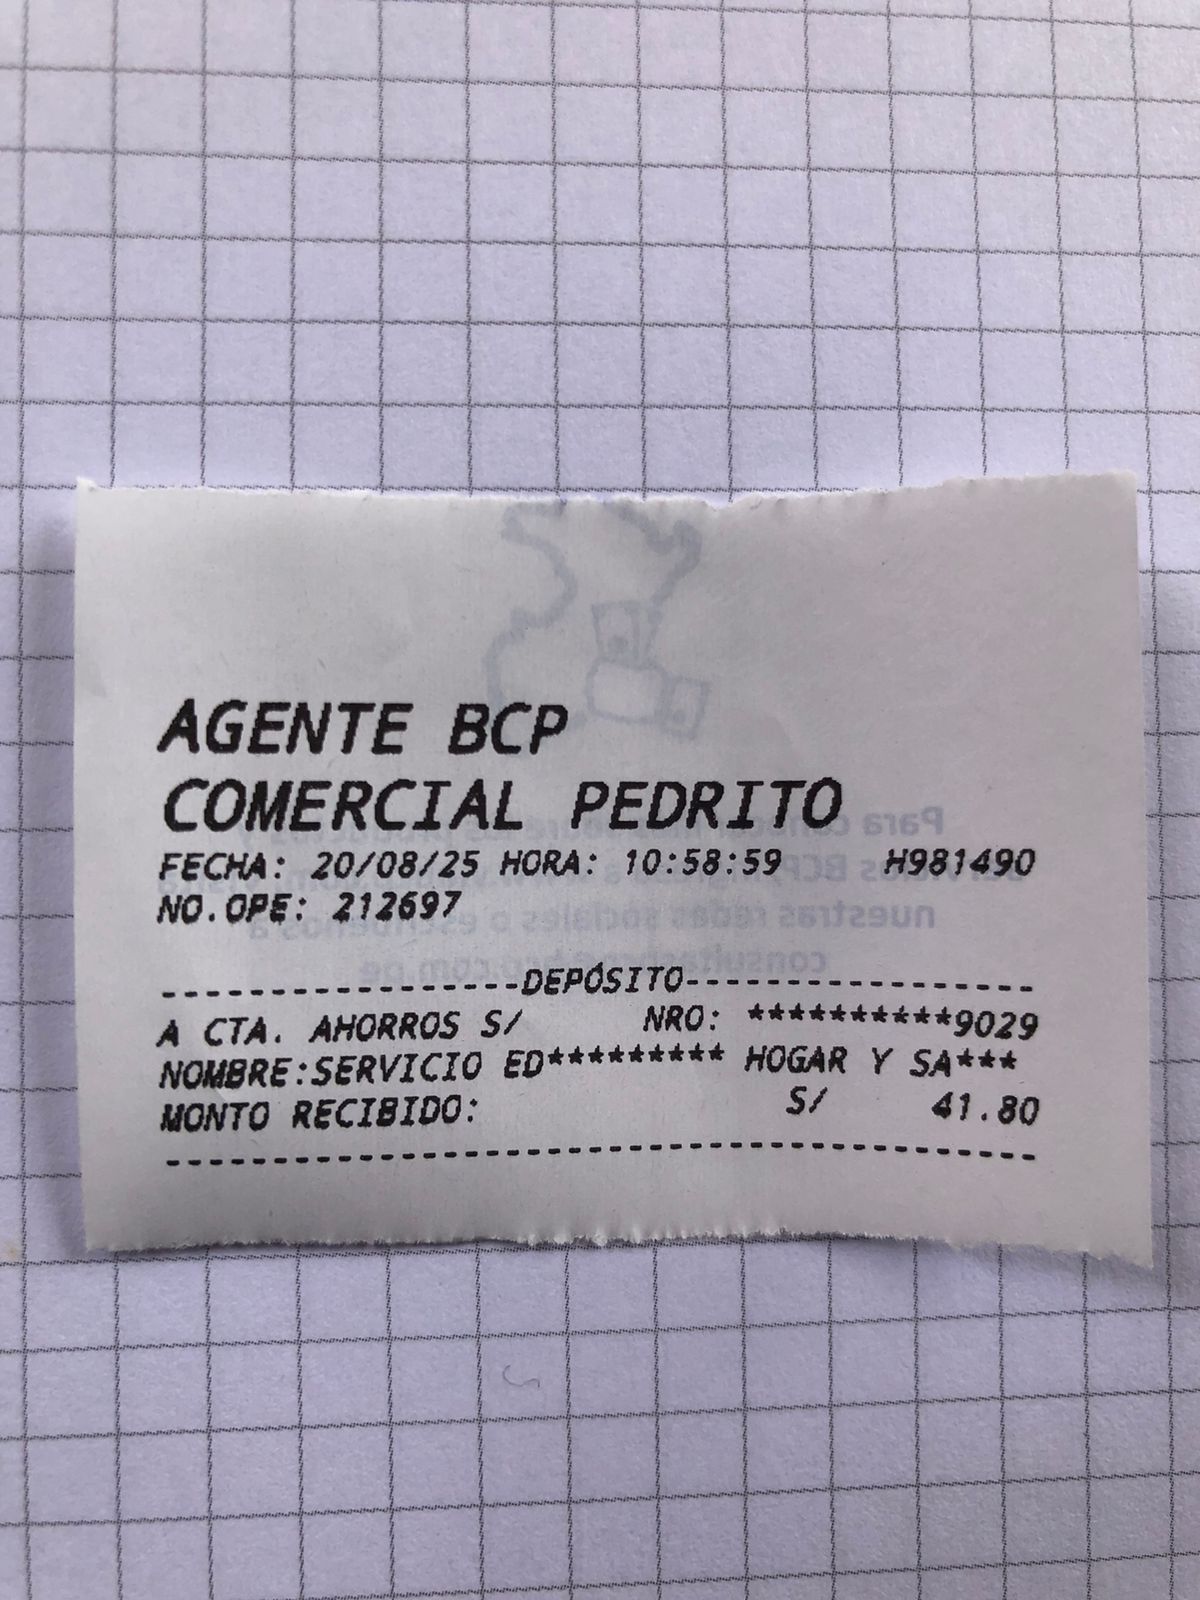 AGENTE BCP
COMERCIAL PEDRITO
FECHA: 20/08/25 HORA: 10:58:59 H981490
NO.OPE: 212697
-----------------DEPÓSITO-----------------
A CTA. AHORROS S/ NRO: **********9029
NOMBRE:SERVICIO ED********* HOGAR Y SA***
MONTO RECIBIDO: S/ 41.80
------------------------------------------